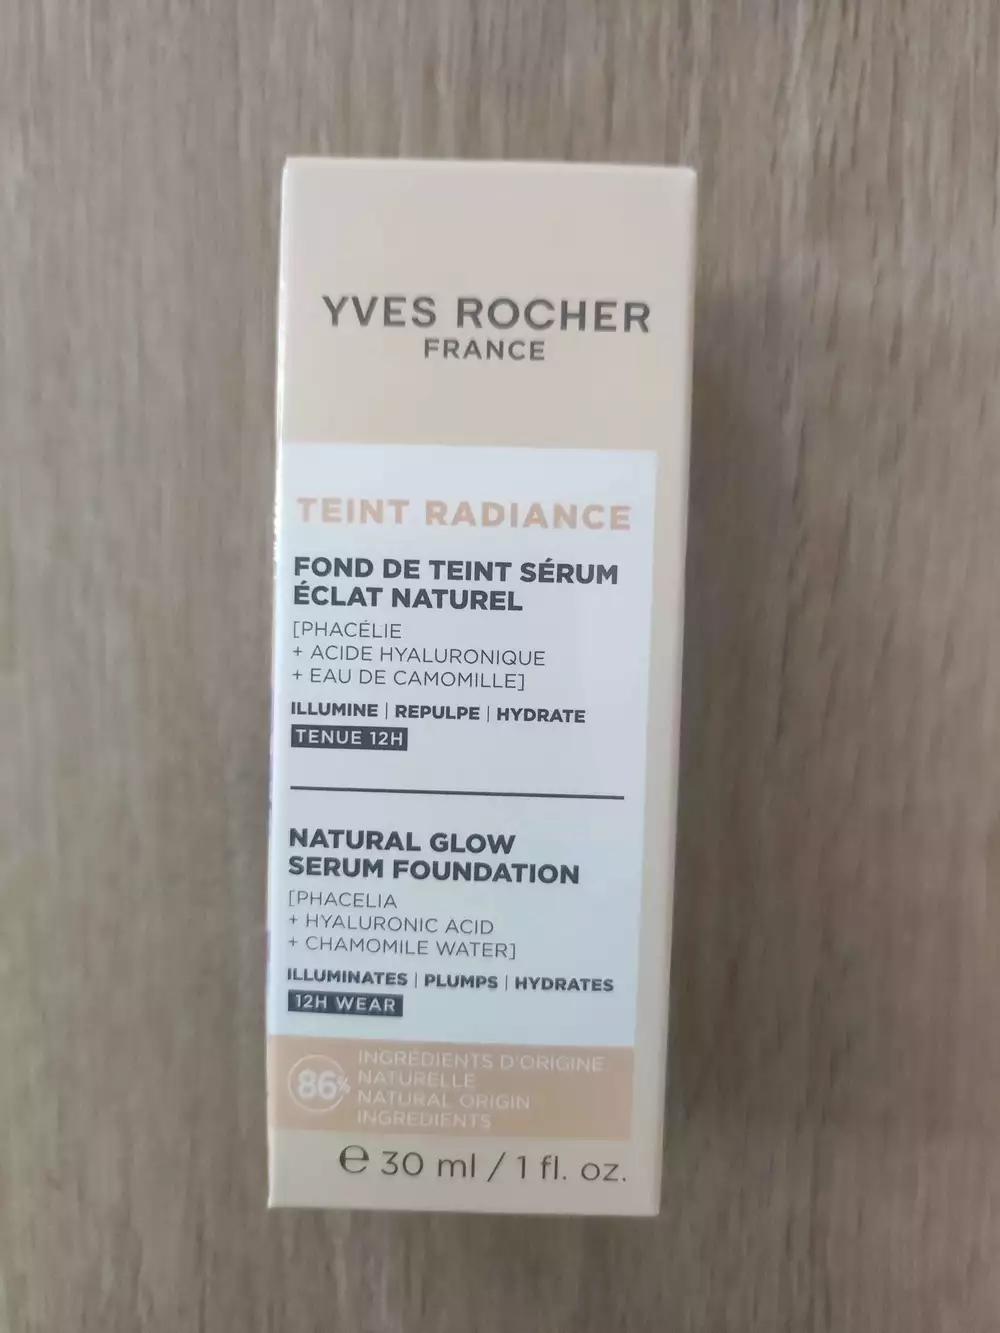 YVES ROCHER
FRANCE
TEINT RADIANCE
FOND DE TEINT SÉRUM
ÉCLAT NATUREL
[PHACÉLIE
+ ACIDE HYALURONIQUE
+ EAU DE CAMOMILLE]
ILLUMINE | REPULPE | HYDRATE
TENUE 12H
NATURAL GLOW
SERUM FOUNDATION
[PHACELIA
+ HYALURONIC ACID
+ CHAMOMILE WATER]
ILLUMINATES | PLUMPS | HYDRATES
12H WEAR
86%
INGRÉDIENTS D'ORIGINE
NATURELLE
NATURAL ORIGIN
INGREDIENTS
℮ 30 ml / 1 fl. oz.